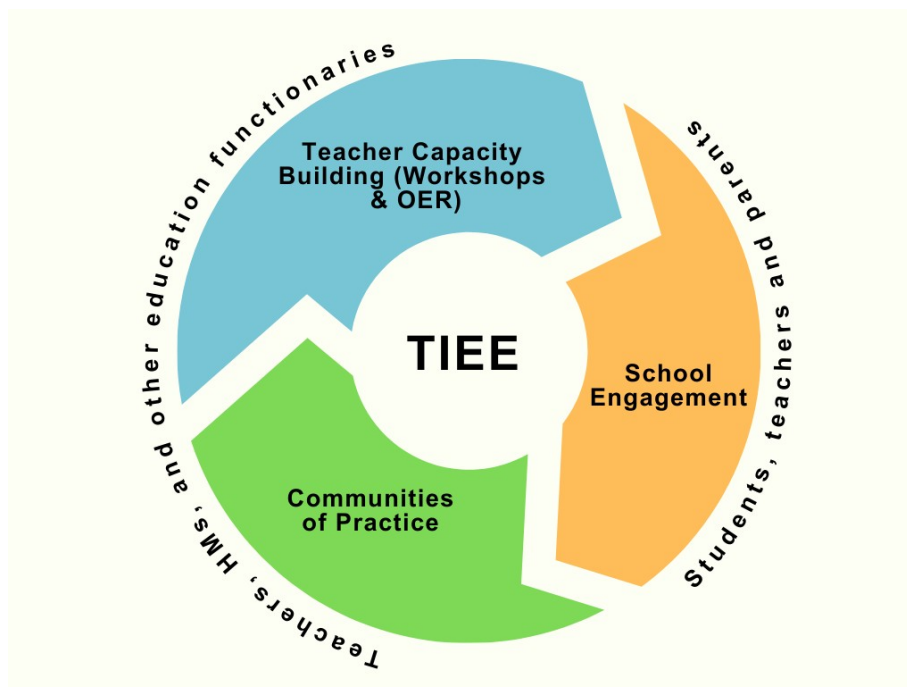 Teachers, HMs, and other education functionaries
Teacher Capacity
Building (Workshops
& OER)
Students, teachers and parents
TIEE
School
Engagement
Communities
of Practice